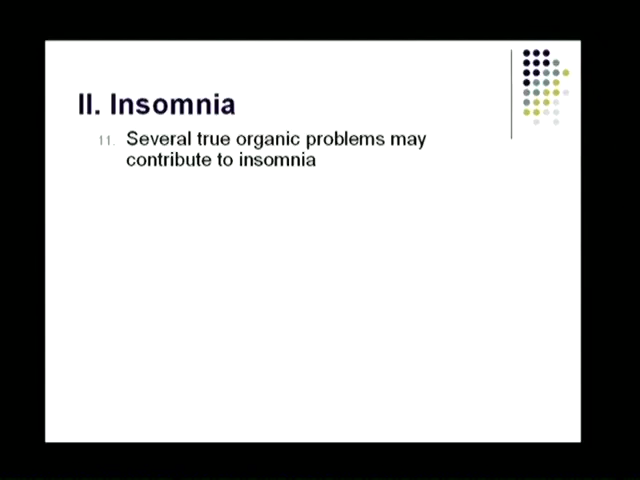 II. Insomnia
11. Several true organic problems may
contribute to insomnia